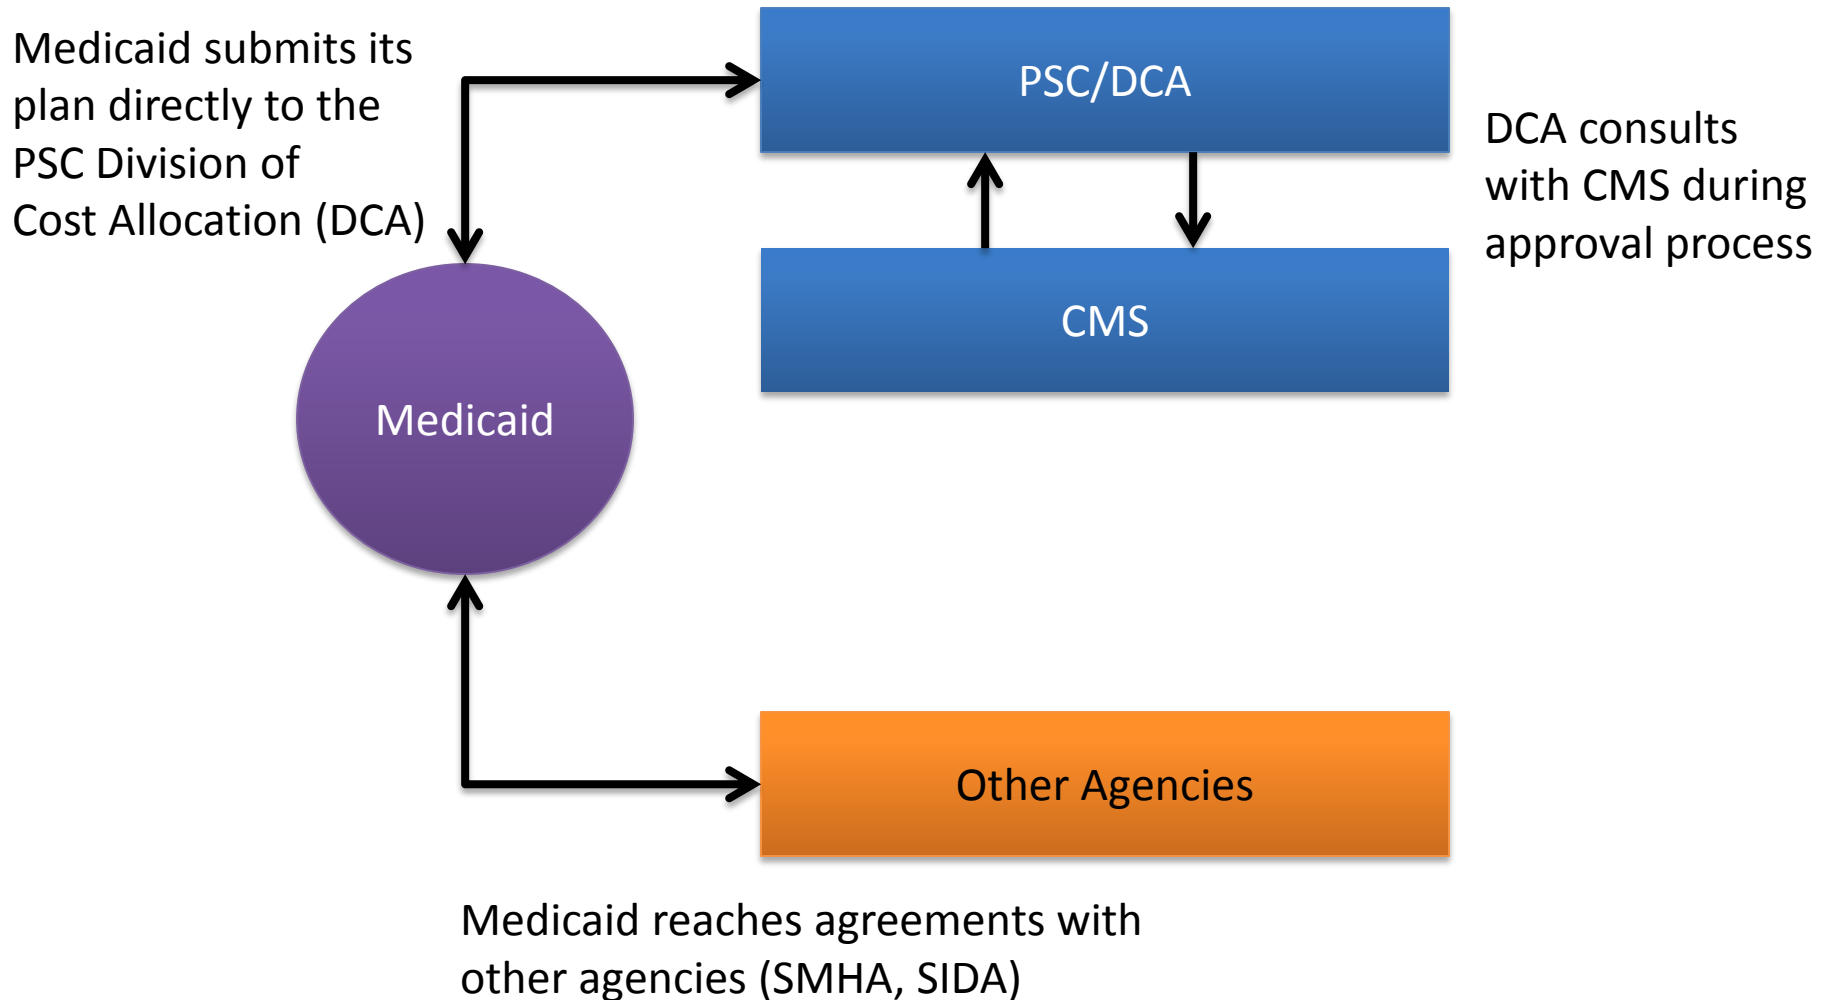 Medicaid submits its
plan directly to the
PSC Division of
Cost Allocation (DCA)
PSC/DCA
DCA consults
with CMS during
approval process
CMS
Medicaid
Other Agencies
Medicaid reaches agreements with
other agencies (SMHA, SIDA)